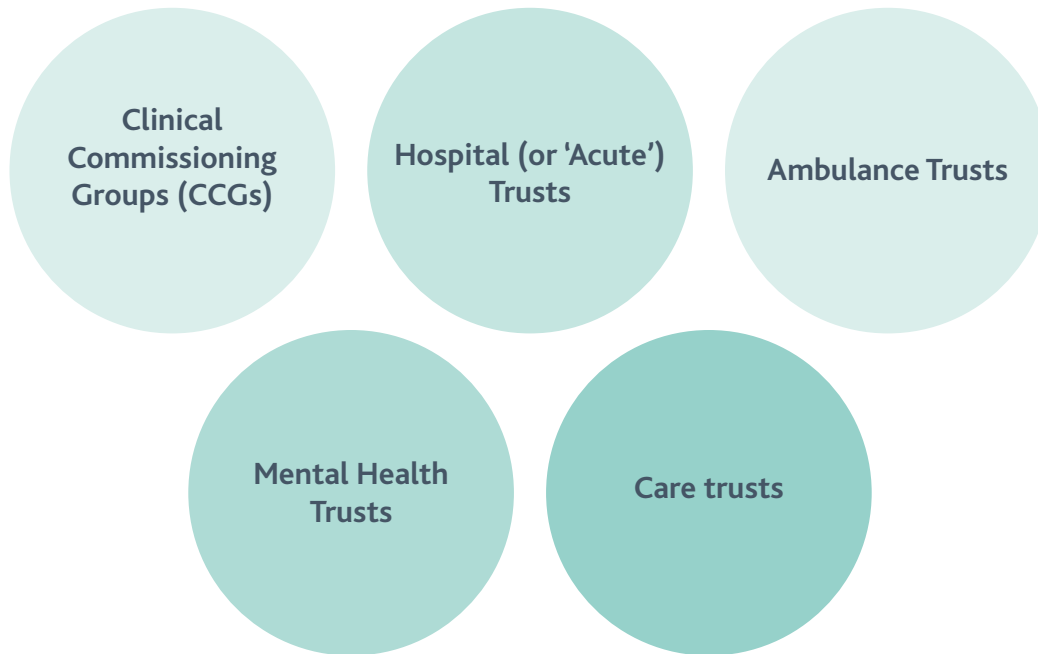 Clinical
Commissioning
Groups (CCGs)
Hospital (or ‘Acute’)
Trusts
Ambulance Trusts
Mental Health
Trusts
Care trusts